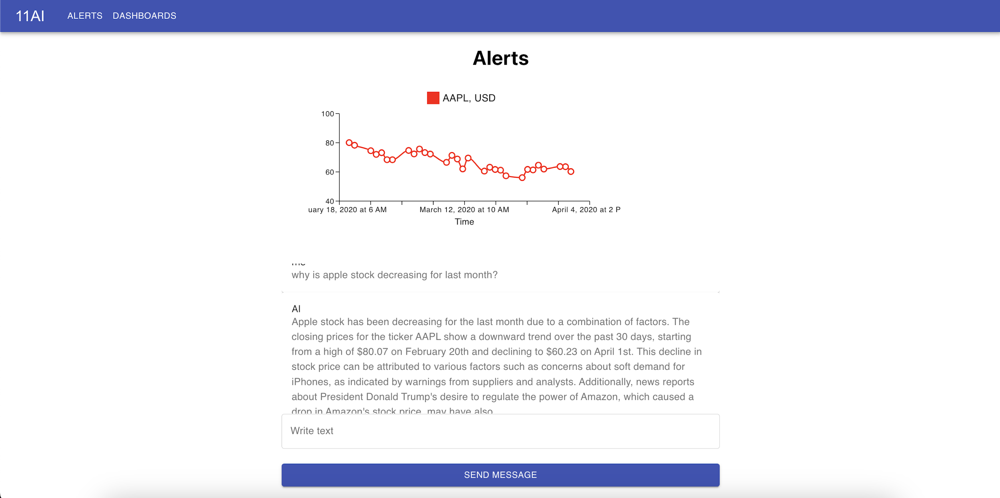 11AI ALERTS DASHBOARDS
Alerts
AAPL, USD
100
80
60
40
uary 18, 2020 at 6 AM March 12, 2020 at 10 AM April 4, 2020 at 2 P
Time
me
why is apple stock decreasing for last month?
AI
Apple stock has been decreasing for the last month due to a combination of factors. The
closing prices for the ticker AAPL show a downward trend over the past 30 days, starting
from a high of $80.07 on February 20th and declining to $60.23 on April 1st. This decline in
stock price can be attributed to various factors such as concerns about soft demand for
iPhones, as indicated by warnings from suppliers and analysts. Additionally, news reports
about President Donald Trump's desire to regulate the power of Amazon, which caused a
drop in Amazon's stock price, may have also
Write text
SEND MESSAGE